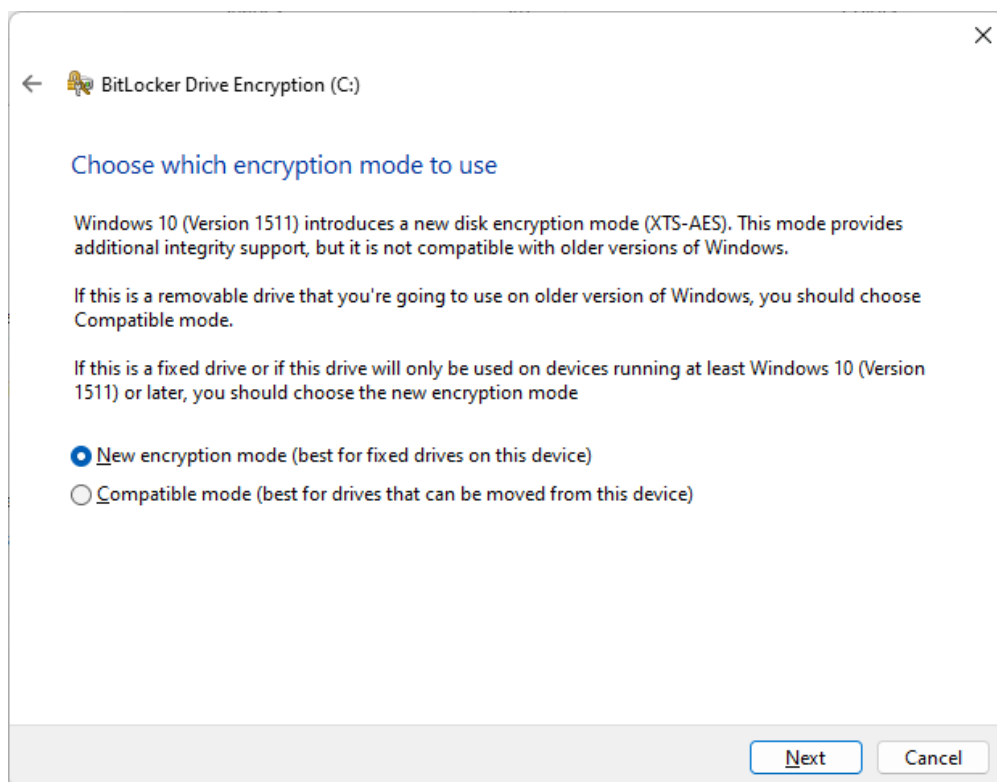 BitLocker Drive Encryption (C:)
Choose which encryption mode to use
Windows 10 (Version 1511) introduces a new disk encryption mode (XTS-AES). This mode provides
additional integrity support, but it is not compatible with older versions of Windows.
If this is a removable drive that you're going to use on older version of Windows, you should choose
Compatible mode.
If this is a fixed drive or if this drive will only be used on devices running at least Windows 10 (Version
1511) or later, you should choose the new encryption mode
New encryption mode (best for fixed drives on this device)
Compatible mode (best for drives that can be moved from this device)
Next Cancel